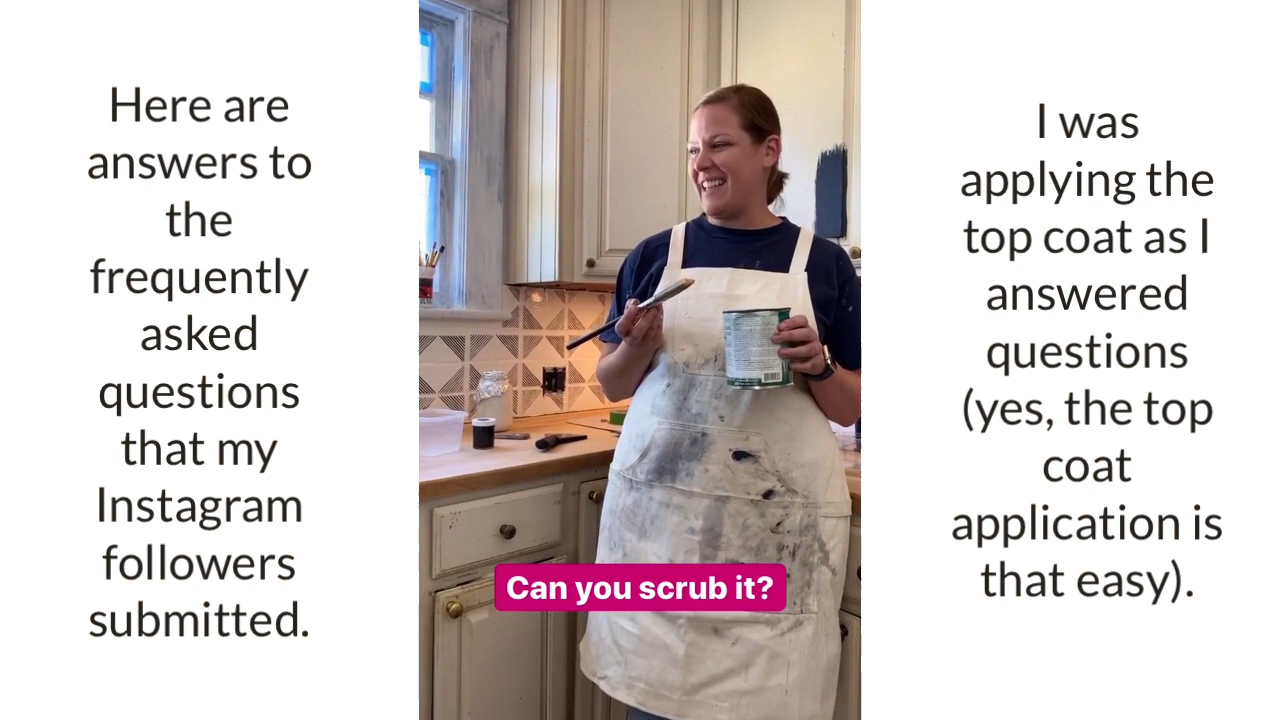 Here are
answers to
the
frequently
asked
questions
that my
Instagram
followers
submitted.
Can you scrub it?
I was
applying the
top coat as I
answered
questions
(yes, the top
coat
application is
that easy).